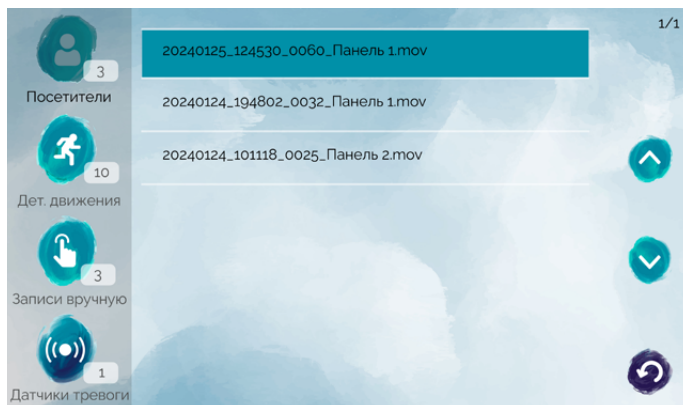 1/1
20240125_124530_0060_Панель 1.mov
20240124_194802_0032_Панель 1.mov
20240124_101118_0025_Панель 2.mov
3
Посетители
10
Дет. движения
3
Записи вручную
1
Датчики тревоги